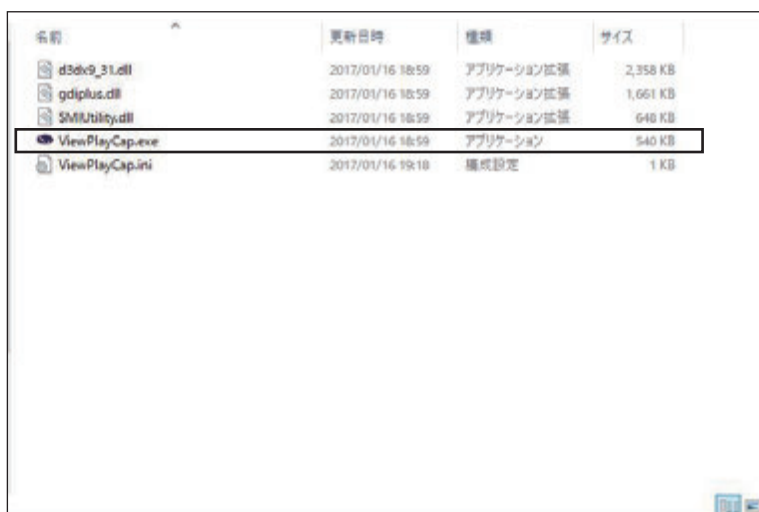 名前 更新日時 種類 サイズ
d3dx9_31.dll 2017/01/16 18:59 アプリケーション拡張 2,358 KB
gdiplus.dll 2017/01/16 18:59 アプリケーション拡張 1,661 KB
SMIUtility.dll 2017/01/16 18:59 アプリケーション拡張 648 KB
ViewPlayCap.exe 2017/01/16 18:59 アプリケーション 540 KB
ViewPlayCap.ini 2017/01/16 19:18 構成設定 1 KB